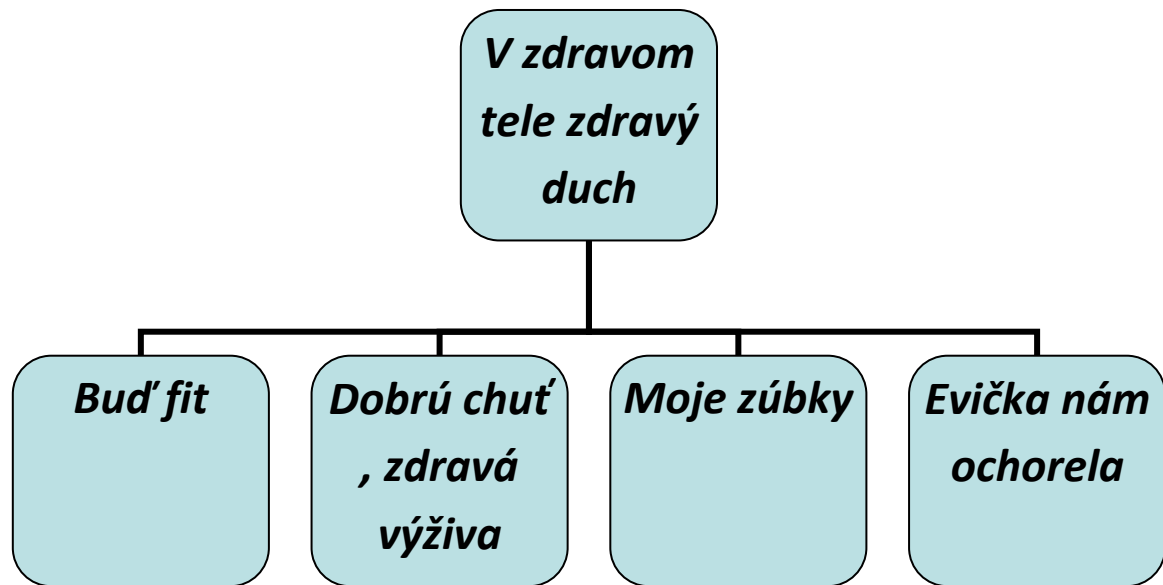 V zdravom
tele zdravý
duch
Buď fit
Dobrú chuť
, zdravá
výživa
Moje zúbky
Evička nám
ochorela